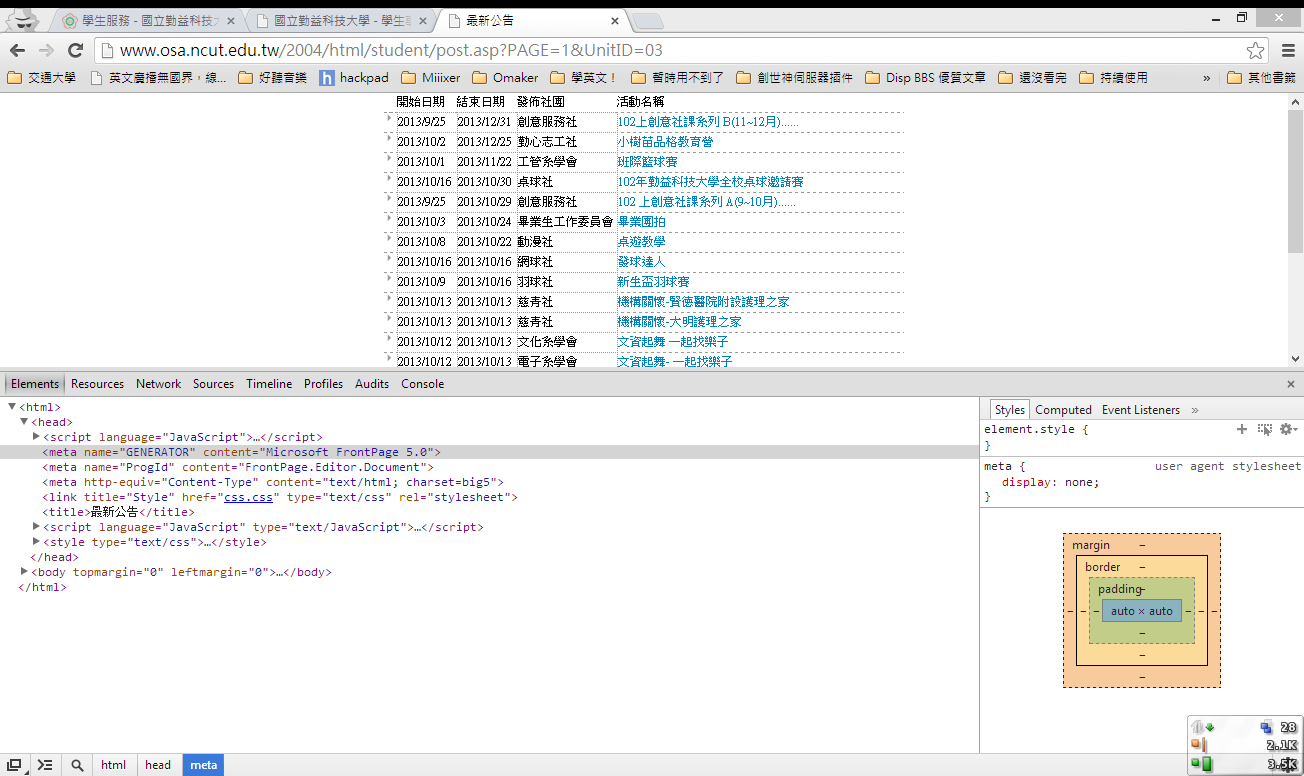 學生服務 - 國立勤益科技大 × 國立勤益科技大學 - 學生 × 最新公告 ×
www.osa.ncut.edu.tw/2004/html/student/post.asp?PAGE=1&UnitID=03
交通大學 英文廣播無國界，線... 好聽音樂 hackpad Miiixer Omaker 學英文！ 暫時用不到了 創世神伺服器插件 Disp BBS 優質文章 還沒看完 持續使用 » 其他書籤
開始日期 結束日期 發佈社團 活動名稱
2013/9/25 2013/12/31 創意服務社 102上創意社課系列 B(11~12月)......
2013/10/2 2013/12/25 勤心志工社 小樹苗品格教育營
2013/10/1 2013/11/22 工管系學會 班際籃球賽
2013/10/16 2013/10/30 桌球社 102年勤益科技大學全校桌球邀請賽
2013/9/25 2013/10/29 創意服務社 102 上創意社課系列 A(9~10月)......
2013/10/3 2013/10/24 畢業生工作委員會 畢業團拍
2013/10/8 2013/10/22 動漫社 桌遊教學
2013/10/16 2013/10/16 網球社 發球達人
2013/10/9 2013/10/16 羽球社 新生盃羽球賽
2013/10/13 2013/10/13 慈青社 機構關懷-賢德醫院附設護理之家
2013/10/13 2013/10/13 慈青社 機構關懷-大明護理之家
2013/10/12 2013/10/13 文化系學會 文資起舞 一起找樂子
2013/10/12 2013/10/13 電子系學會 文資起舞- 一起找樂子
Elements Resources Network Sources Timeline Profiles Audits Console ×
<html>
<head>
<script language="JavaScript">…</script>
<meta name="GENERATOR" content="Microsoft FrontPage 5.0">
<meta name="ProgId" content="FrontPage.Editor.Document">
<meta http-equiv="Content-Type" content="text/html; charset=big5">
<link title="Style" href="css.css" type="text/css" rel="stylesheet">
<title>最新公告</title>
<script language="JavaScript" type="text/JavaScript">…</script>
<style type="text/css">…</style>
</head>
<body topmargin="0" leftmargin="0">…</body>
</html>
Styles Computed Event Listeners »
element.style {
}
meta { user agent stylesheet
display: none;
}
margin –
border –
padding –
– – – auto × auto – – –
–
–
–
28
2.1K
3.5K
html head meta